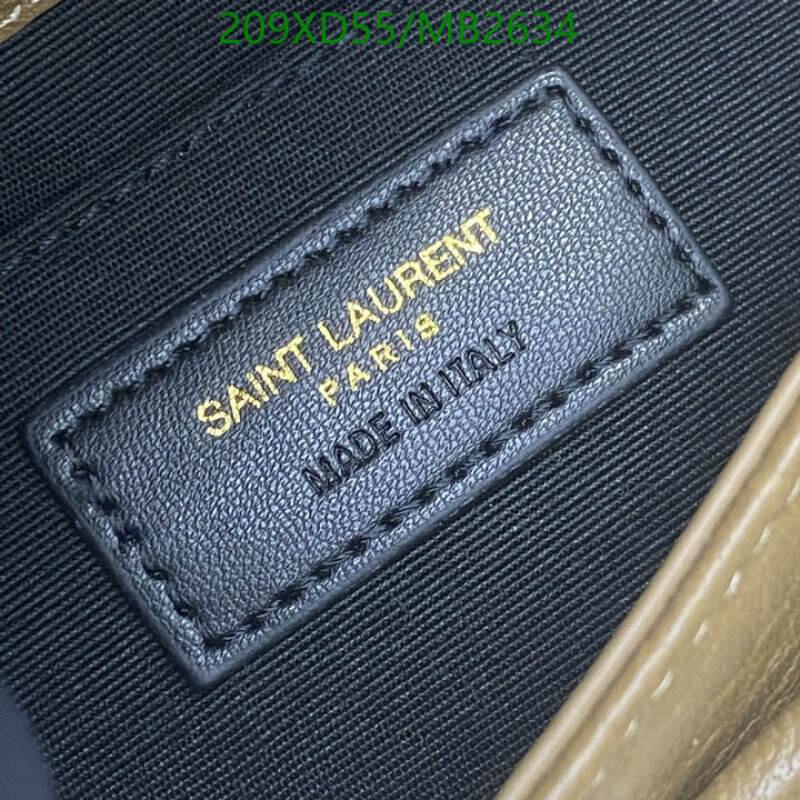 209XD55/MB2634
SAINT LAURENT
PARIS
MADE IN ITALY